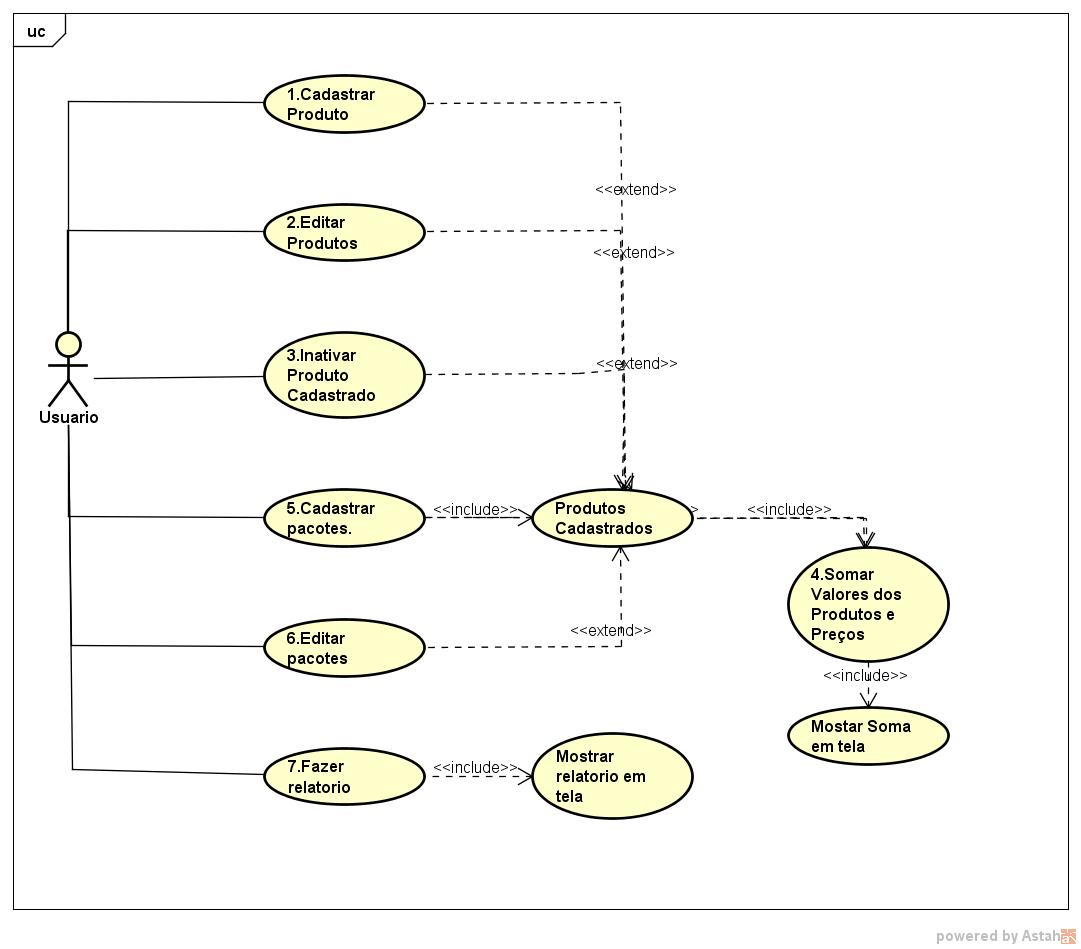 uc
1.Cadastrar
Produto
<<extend>>
2.Editar
Produtos
<<extend>>
3.Inativar
Produto
Cadastrado
<<extend>>
Usuario
5.Cadastrar
pacotes.
<<include>>
Produtos
Cadastrados
<<include>>
4.Somar
Valores dos
Produtos e
Preços
6.Editar
pacotes
<<extend>>
<<include>>
Mostar Soma
em tela
7.Fazer
relatorio
<<include>>
Mostrar
relatorio em
tela
powered by Astah